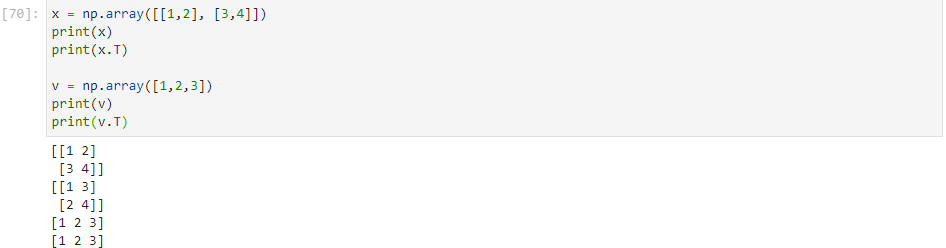 [70]: x = np.array([[1,2], [3,4]])
print(x)
print(x.T)
v = np.array([1,2,3])
print(v)
print(v.T)
[[1 2]
 [3 4]]
[[1 3]
 [2 4]]
[1 2 3]
[1 2 3]